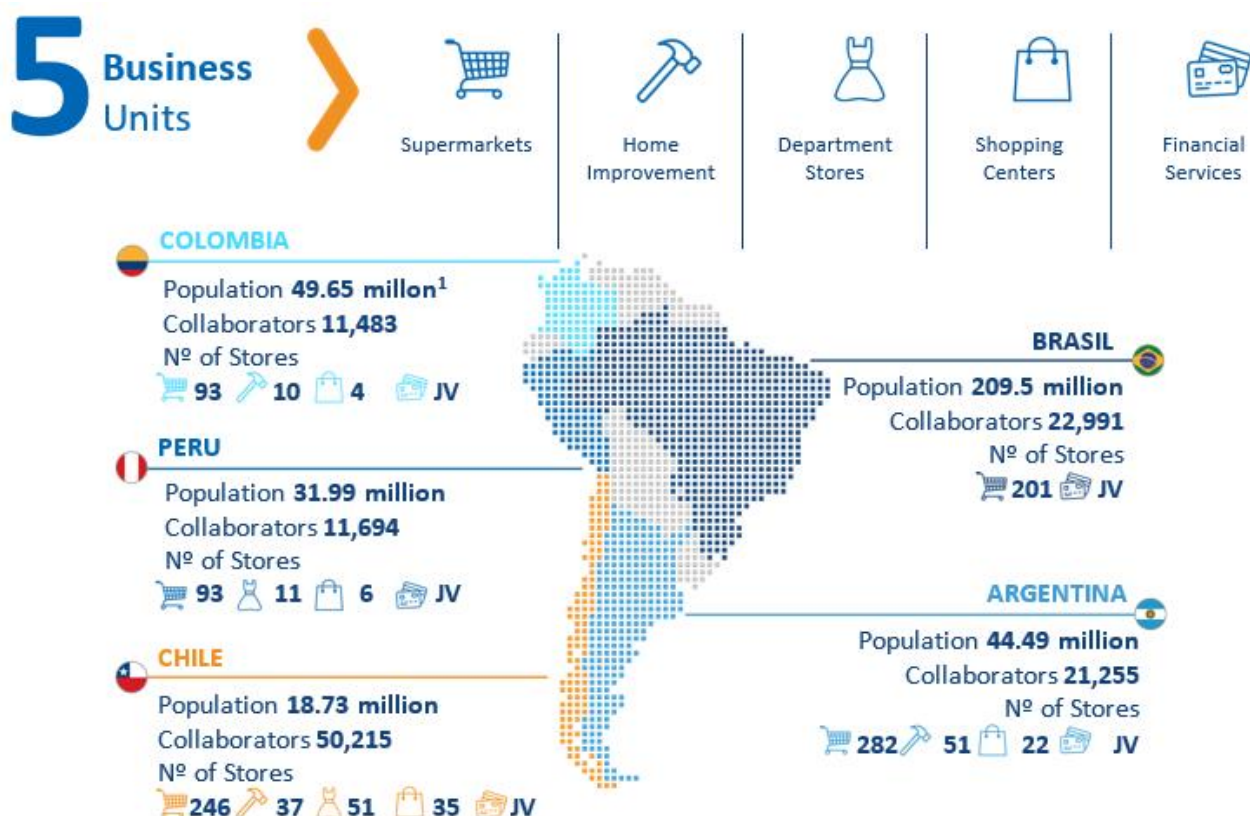 5 Business
Units
Supermarkets
Home
Improvement
Department
Stores
Shopping
Centers
Financial
Services
COLOMBIA
Population 49.65 millon¹
Collaborators 11,483
Nº of Stores
93 10 4 JV
PERU
Population 31.99 million
Collaborators 11,694
Nº of Stores
93 11 6 JV
CHILE
Population 18.73 million
Collaborators 50,215
Nº of Stores
246 37 51 35 JV
BRASIL
Population 209.5 million
Collaborators 22,991
Nº of Stores
201 JV
ARGENTINA
Population 44.49 million
Collaborators 21,255
Nº of Stores
282 51 22 JV